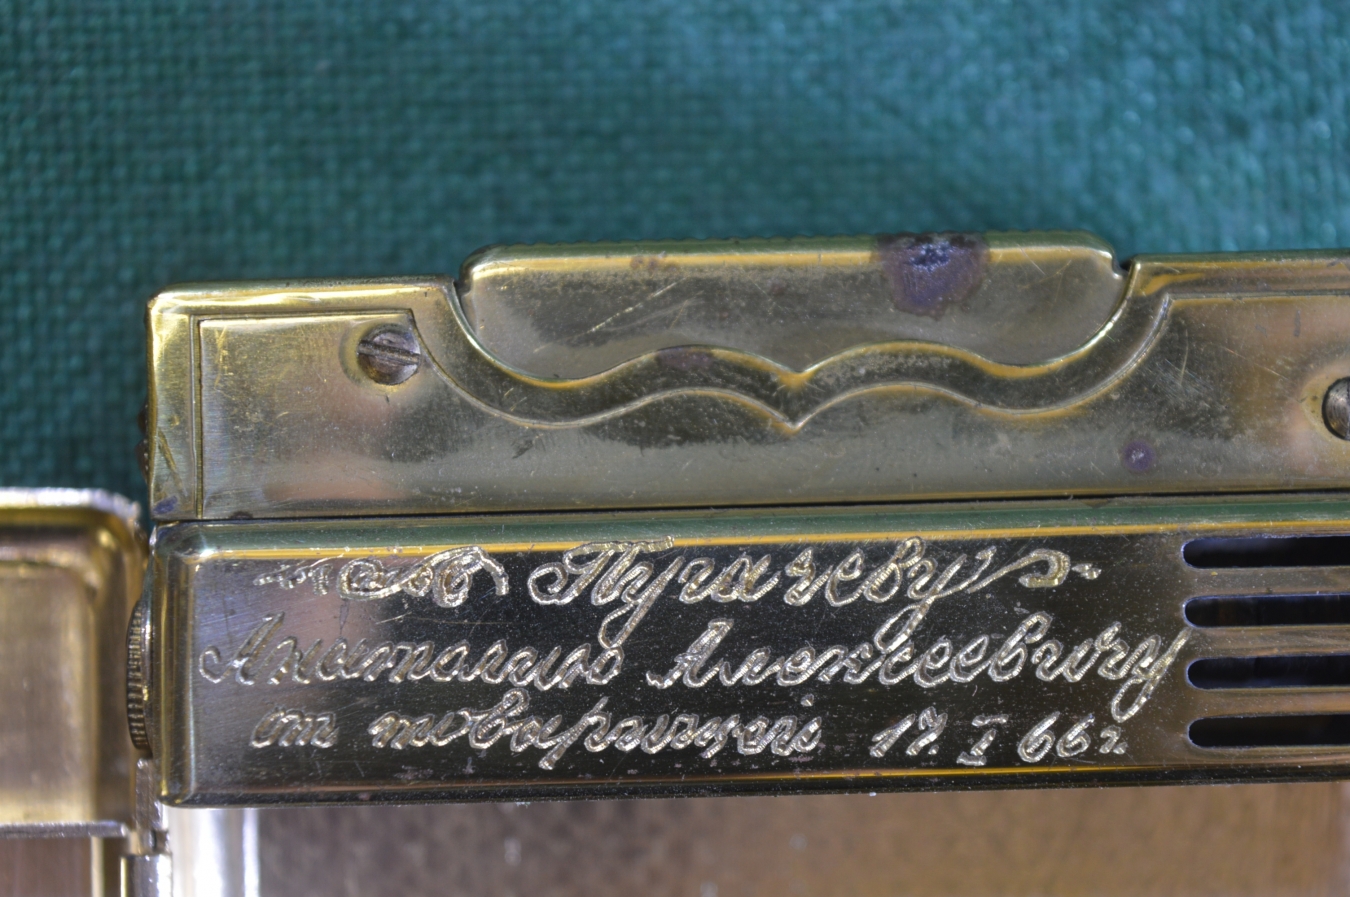 Пугачеву
Анатолию Алексеевичу
от товарищей 17. I 66г.